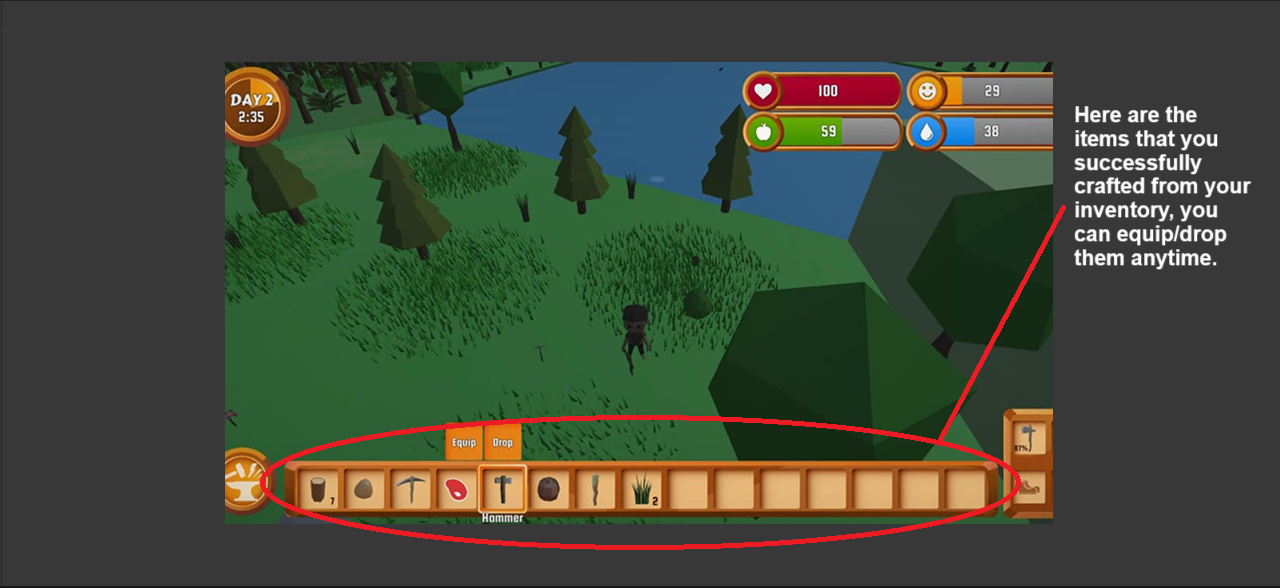 DAY 2
2:35
100
29
59
38
Here are the
items that you
successfully
crafted from your
inventory, you
can equip/drop
them anytime.
Equip
Drop
87%
7
2
Hammer